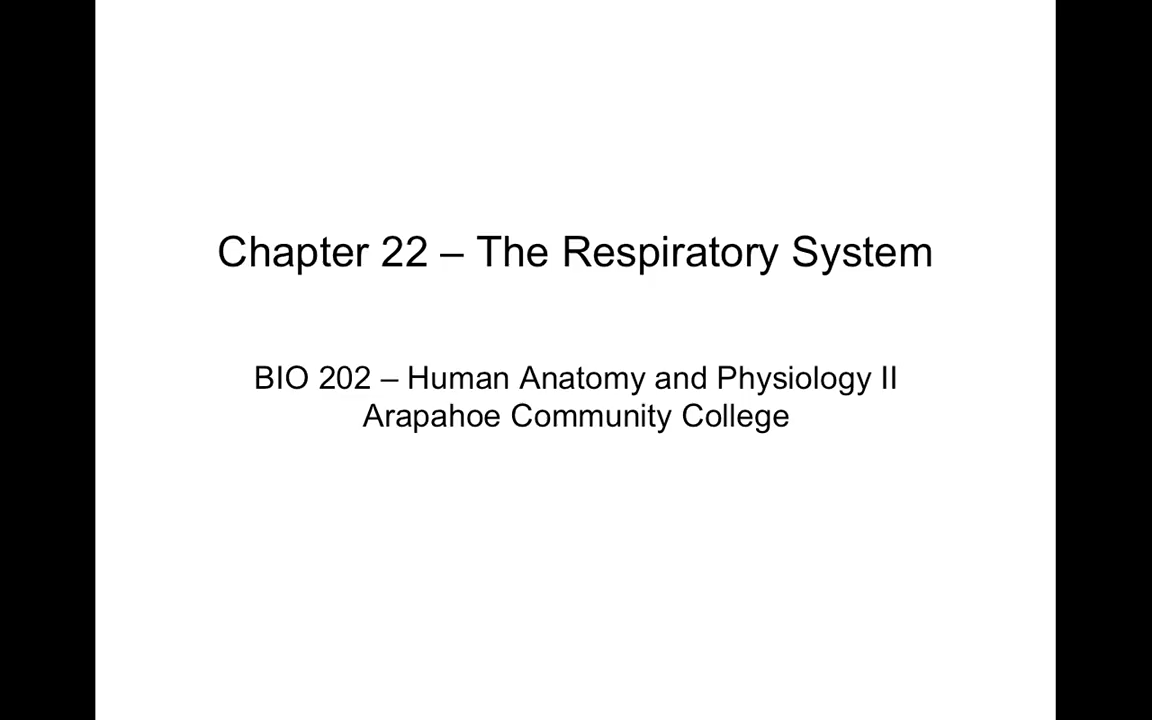 Chapter 22 – The Respiratory System
BIO 202 – Human Anatomy and Physiology II
Arapahoe Community College